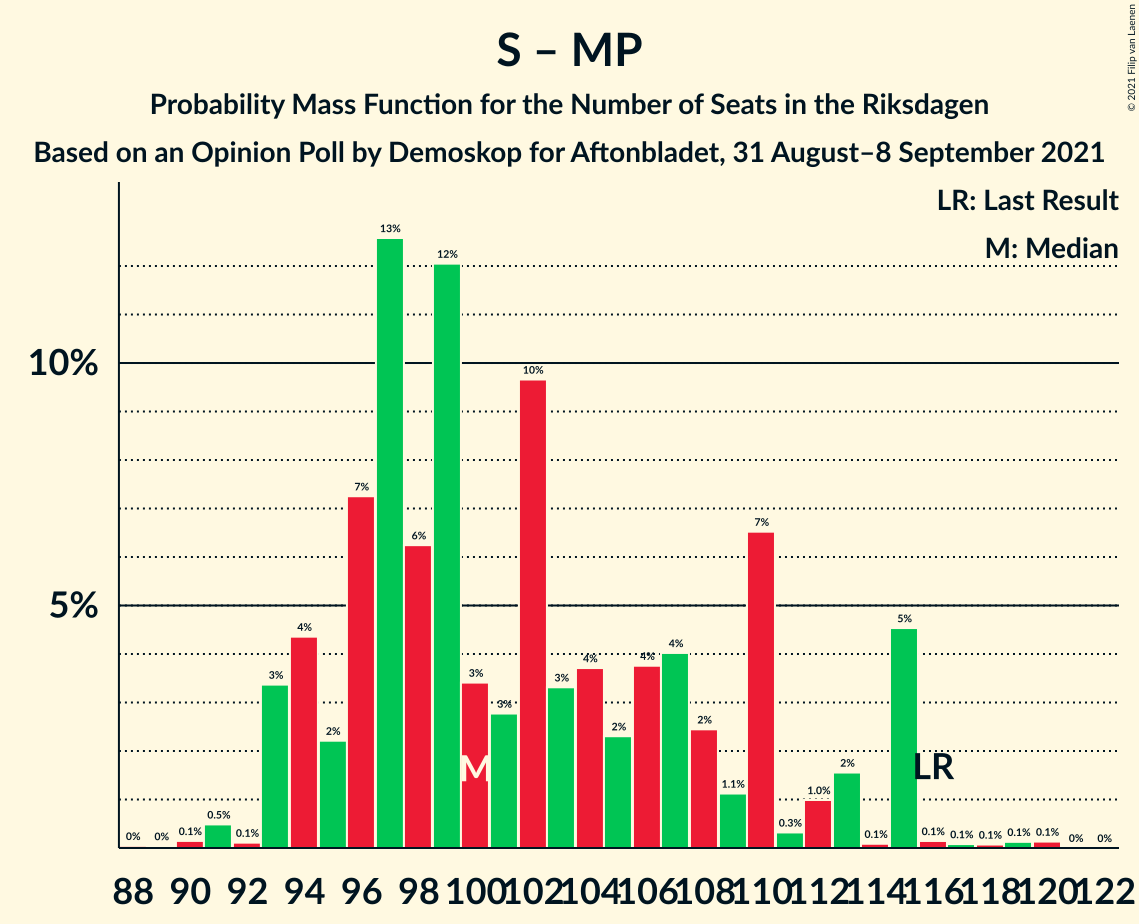 S – MP
Probability Mass Function for the Number of Seats in the Riksdagen
Based on an Opinion Poll by Demoskop for Aftonbladet, 31 August–8 September 2021
© 2021 Filip van Laenen
LR: Last Result
M: Median
10%
5%
0% 0% 0.1% 0.5% 0.1% 3% 4% 2% 7% 13% 6% 12% 3% 3% 10% 3% 4% 2% 4% 4% 2% 1.1% 7% 0.3% 1.0% 2% 0.1% 5% 0.1% 0.1% 0.1% 0.1% 0.1% 0% 0%
M
LR
88 90 92 94 96 98 100 102 104 106 108 110 112 114 116 118 120 122